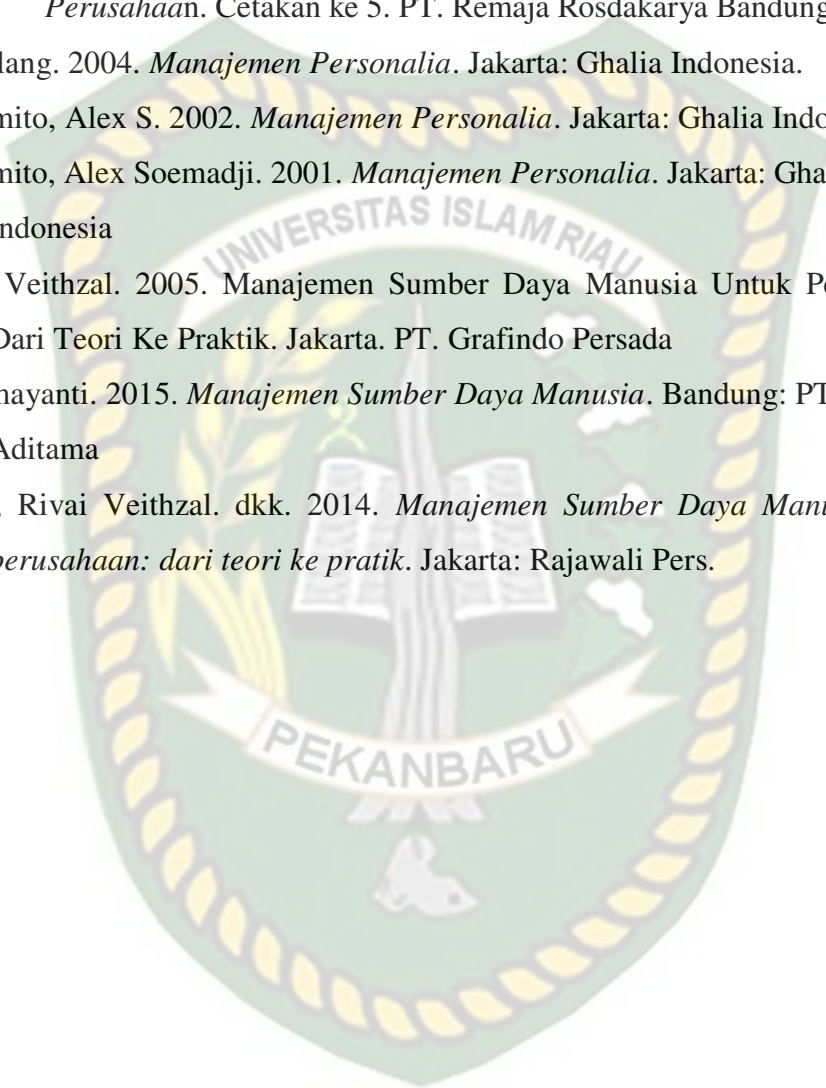 Perusahaan. Cetakan ke 5. PT. Remaja Rosdakarya Bandung
lang. 2004. Manajemen Personalia. Jakarta: Ghalia Indonesia.
mito, Alex S. 2002. Manajemen Personalia. Jakarta: Ghalia Indo
mito, Alex Soemadji. 2001. Manajemen Personalia. Jakarta: Gha
ndonesia
UNIVERSITAS ISLAM RIAU
Veithzal. 2005. Manajemen Sumber Daya Manusia Untuk Pe
Dari Teori Ke Praktik. Jakarta. PT. Grafindo Persada
mayanti. 2015. Manajemen Sumber Daya Manusia. Bandung: PT
Aditama
, Rivai Veithzal. dkk. 2014. Manajemen Sumber Daya Manu
perusahaan: dari teori ke pratik. Jakarta: Rajawali Pers.
PEKANBARU